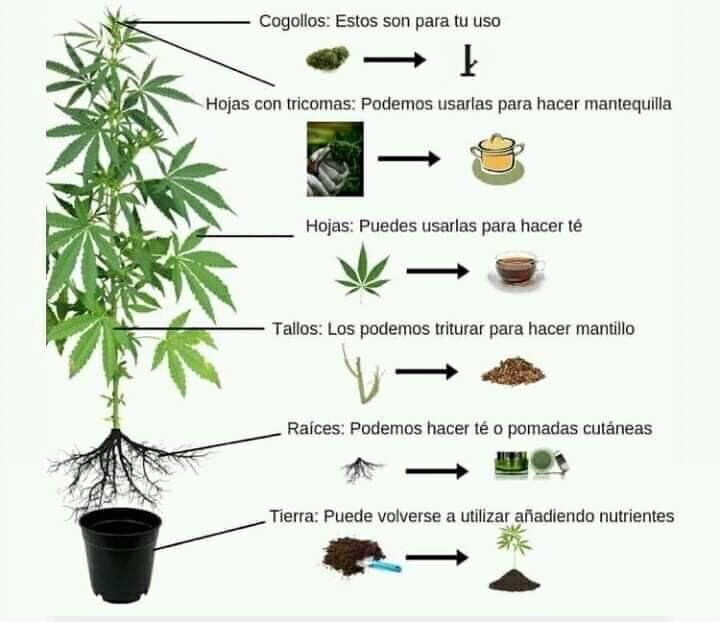 Cogollos: Estos son para tu uso
Hojas con tricomas: Podemos usarlas para hacer mantequilla
Hojas: Puedes usarlas para hacer té
Tallos: Los podemos triturar para hacer mantillo
Raíces: Podemos hacer té o pomadas cutáneas
Tierra: Puede volverse a utilizar añadiendo nutrientes